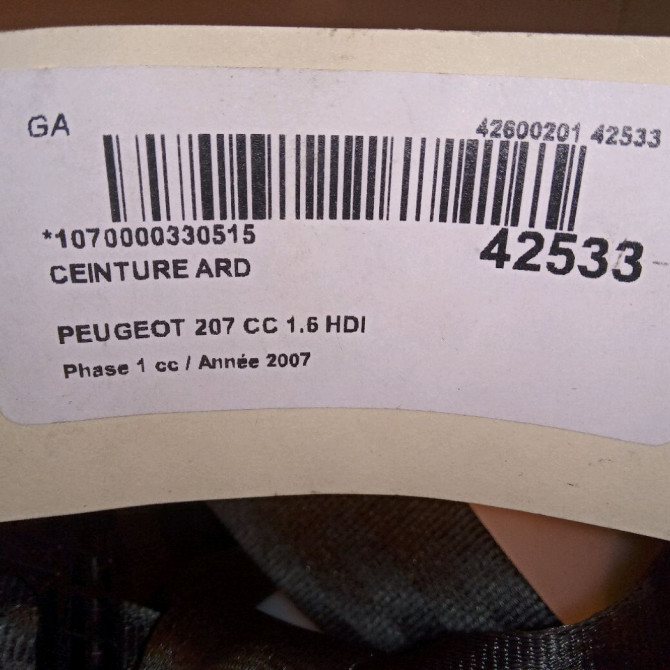 GA
42600201 42533
*1070000330515
42533
CEINTURE ARD
PEUGEOT 207 CC 1.6 HDI
Phase 1 cc / Année 2007